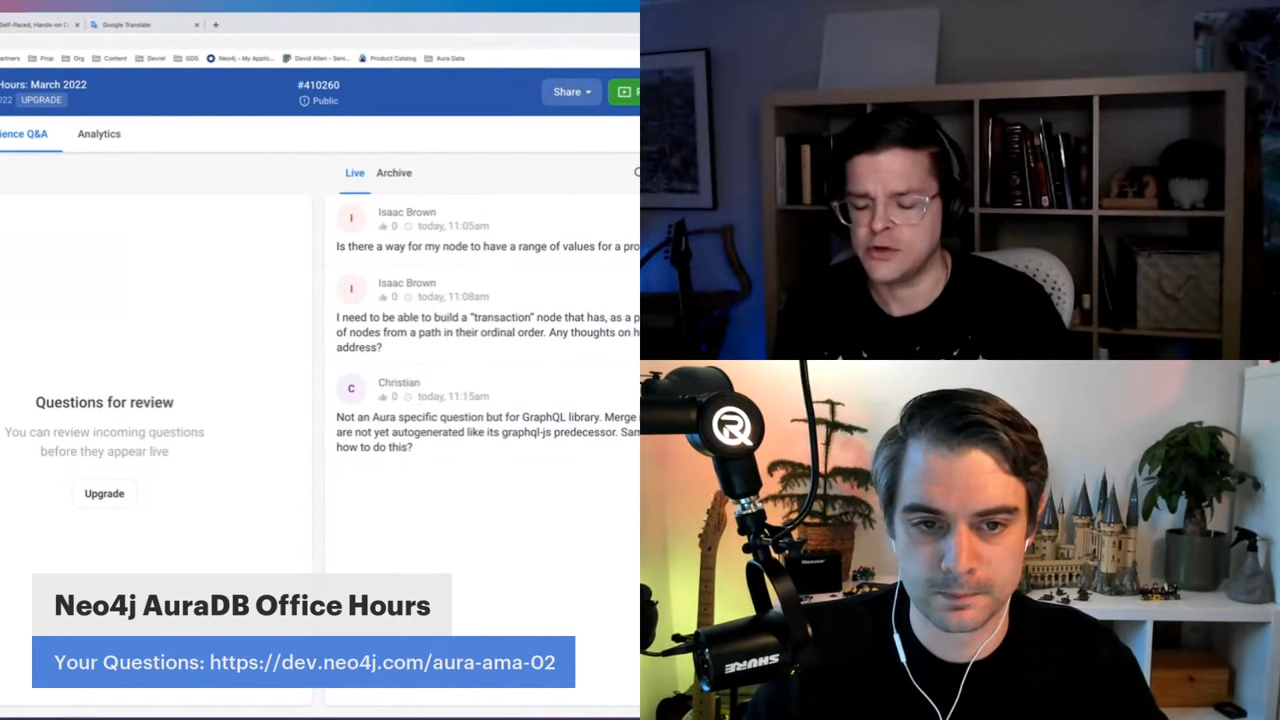 Self-Paced, Hands-on
Google Translate
artners Prop Org Content Devrel GDS Neo4j - My Applic... David Allen - Seni... Product Catalog Aura Data
Hours: March 2022
022 UPGRADE
#410260
Public
Share
ience Q&A Analytics
Live Archive
I
Isaac Brown
0 today, 11:05am
Is there a way for my node to have a range of values for a pro
I
Isaac Brown
0 today, 11:08am
I need to be able to build a "transaction" node that has, as a p
of nodes from a path in their ordinal order. Any thoughts on h
address?
C
Christian
0 today, 11:15am
Not an Aura specific question but for GraphQL library. Merge
are not yet autogenerated like its graphql-js predecessor. Sam
how to do this?
Questions for review
You can review incoming questions
before they appear live
Upgrade
Neo4j AuraDB Office Hours
Your Questions: https://dev.neo4j.com/aura-ama-02
SHURE